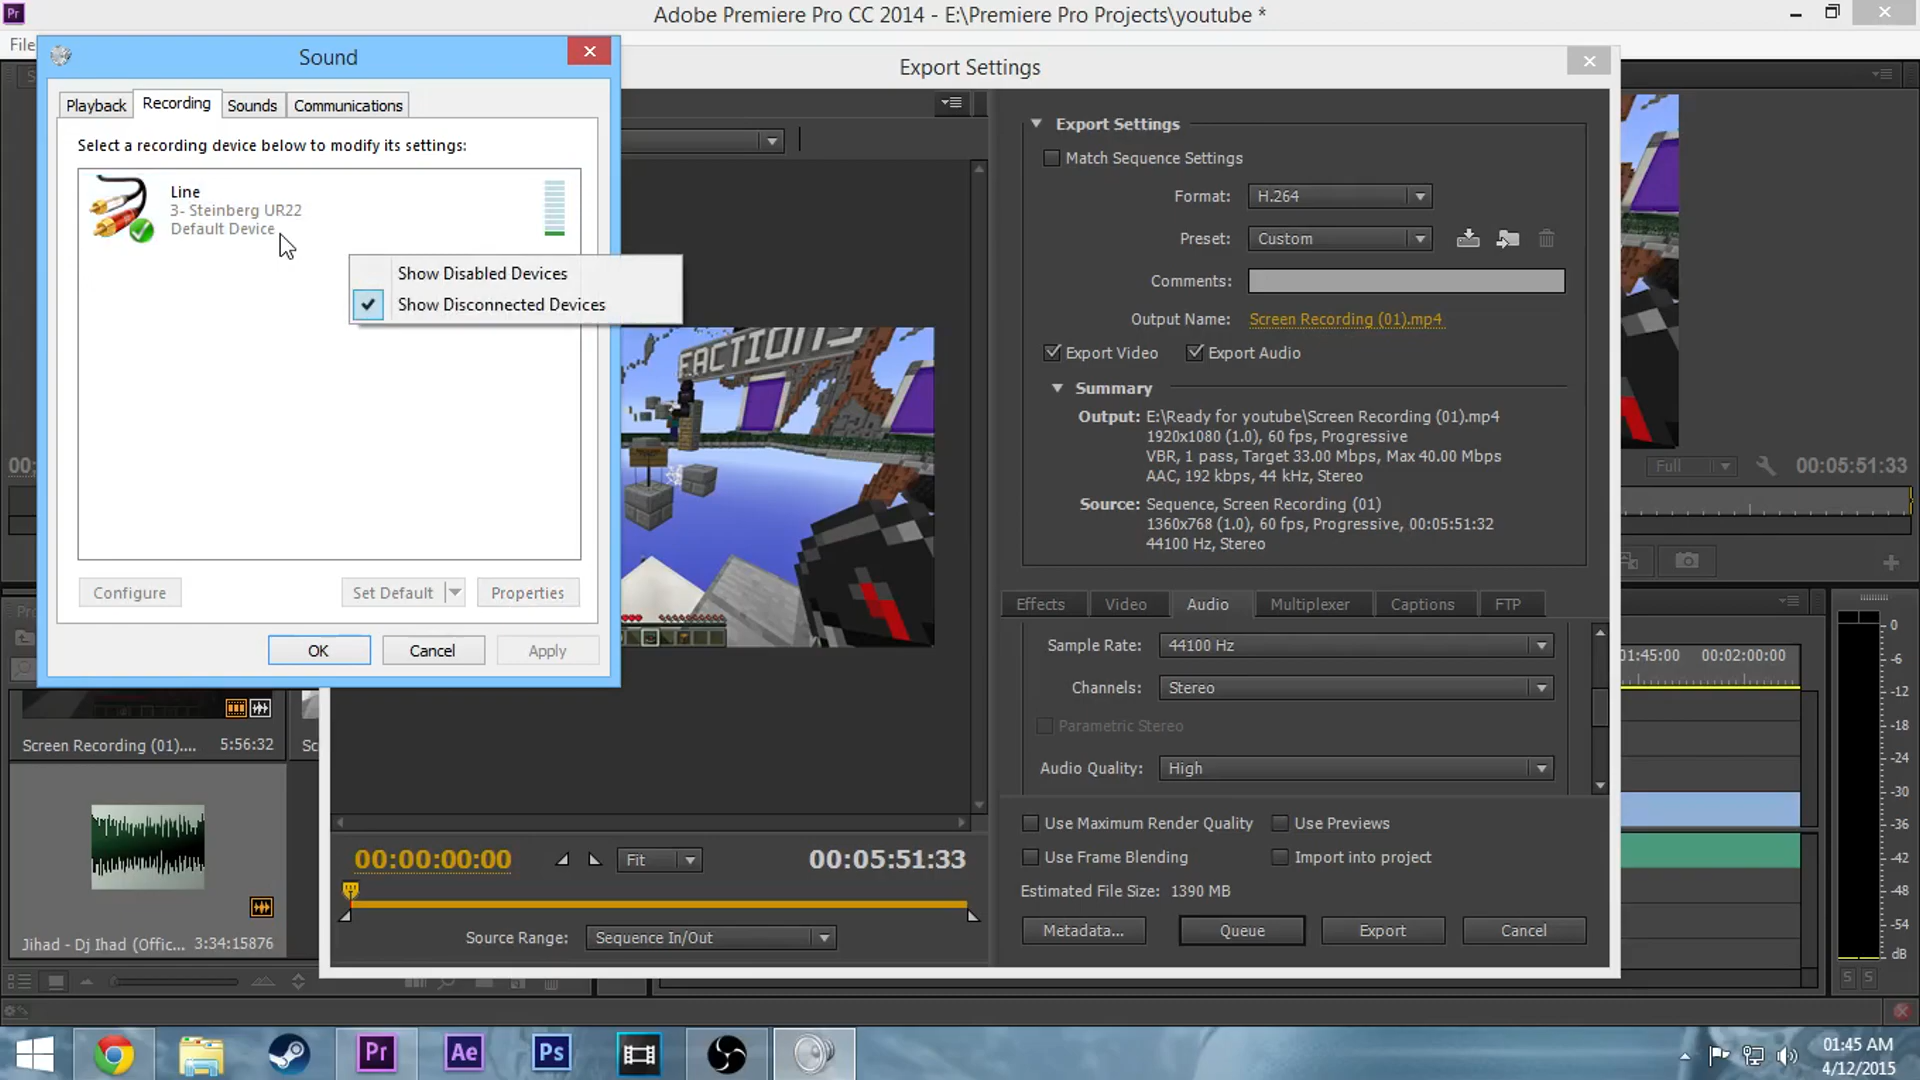 Pr
Adobe Premiere Pro CC 2014 - E:\Premiere Pro Projects\youtube *
File
Sound
Playback
Recording
Sounds
Communications
Select a recording device below to modify its settings:
Line
3- Steinberg UR22
Default Device
Show Disabled Devices
Show Disconnected Devices
Configure
Set Default
Properties
OK
Cancel
Apply
Export Settings
Export Settings
Match Sequence Settings
Format: H.264
Preset: Custom
Comments:
Output Name: Screen Recording (01).mp4
Export Video
Export Audio
Summary
Output: E:\Ready for youtube\Screen Recording (01).mp4
1920x1080 (1.0), 60 fps, Progressive
VBR, 1 pass, Target 33.00 Mbps, Max 40.00 Mbps
AAC, 192 kbps, 44 kHz, Stereo
Source: Sequence, Screen Recording (01)
1360x768 (1.0), 60 fps, Progressive, 00:05:51:32
44100 Hz, Stereo
Effects
Video
Audio
Multiplexer
Captions
FTP
Sample Rate: 44100 Hz
Channels: Stereo
Parametric Stereo
Audio Quality: High
Use Maximum Render Quality
Use Previews
Use Frame Blending
Import into project
Estimated File Size: 1390 MB
Metadata...
Queue
Export
Cancel
FACTIONS
00:00:00:00
Fit
00:05:51:33
Source Range: Sequence In/Out
Full
00:05:51:33
1:45:00
00:02:00:00
0
-6
-12
-18
-24
-30
-36
-42
-48
-54
dB
S S
00;
Screen Recording (01)....
5:56:32
Jihad - Dj Ihad (Offic...
3:34:15876
Pr
Ae
Ps
01:45 AM
4/12/2015